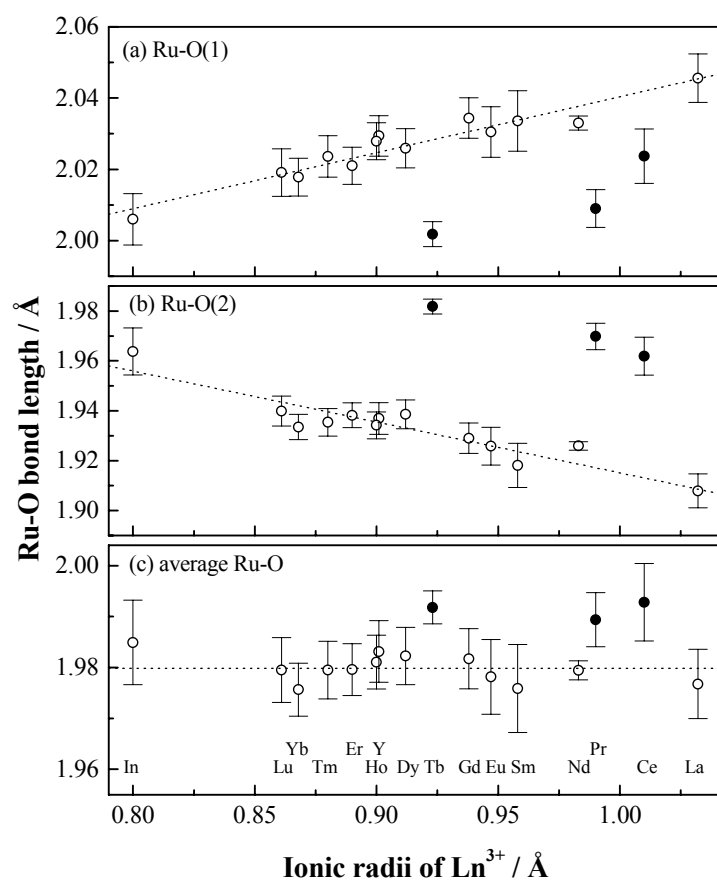 2.06
(a) Ru-O(1)
2.04
2.02
2.00
(b) Ru-O(2)
1.98
1.96
1.94
1.92
1.90
Ru-O bond length / Å
2.00
(c) average Ru-O
1.98
1.96
Yb Er Y Pr
In Lu Tm Ho Dy Tb Gd Eu Sm Nd Ce La
0.80 0.85 0.90 0.95 1.00
Ionic radii of Ln³⁺ / Å